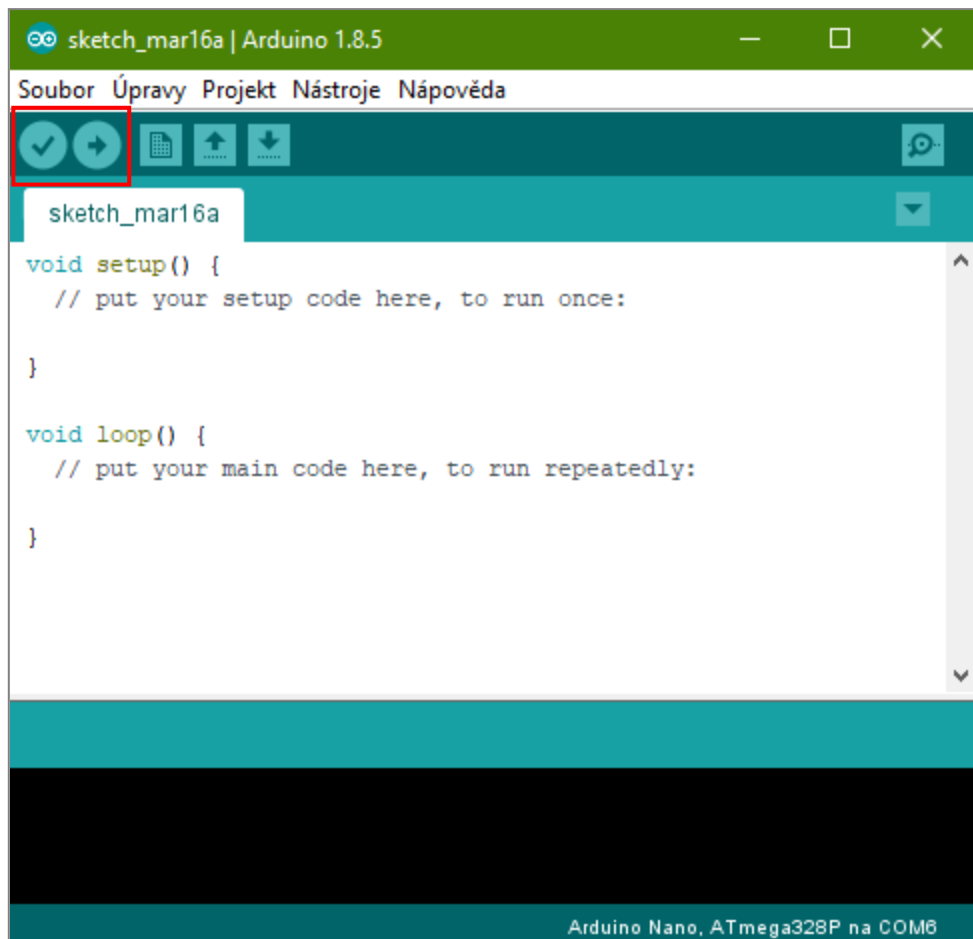 sketch_mar16a | Arduino 1.8.5
Soubor Úpravy Projekt Nástroje Nápověda
sketch_mar16a
void setup() {
  // put your setup code here, to run once:
}
void loop() {
  // put your main code here, to run repeatedly:
}
Arduino Nano, ATmega328P na COM6